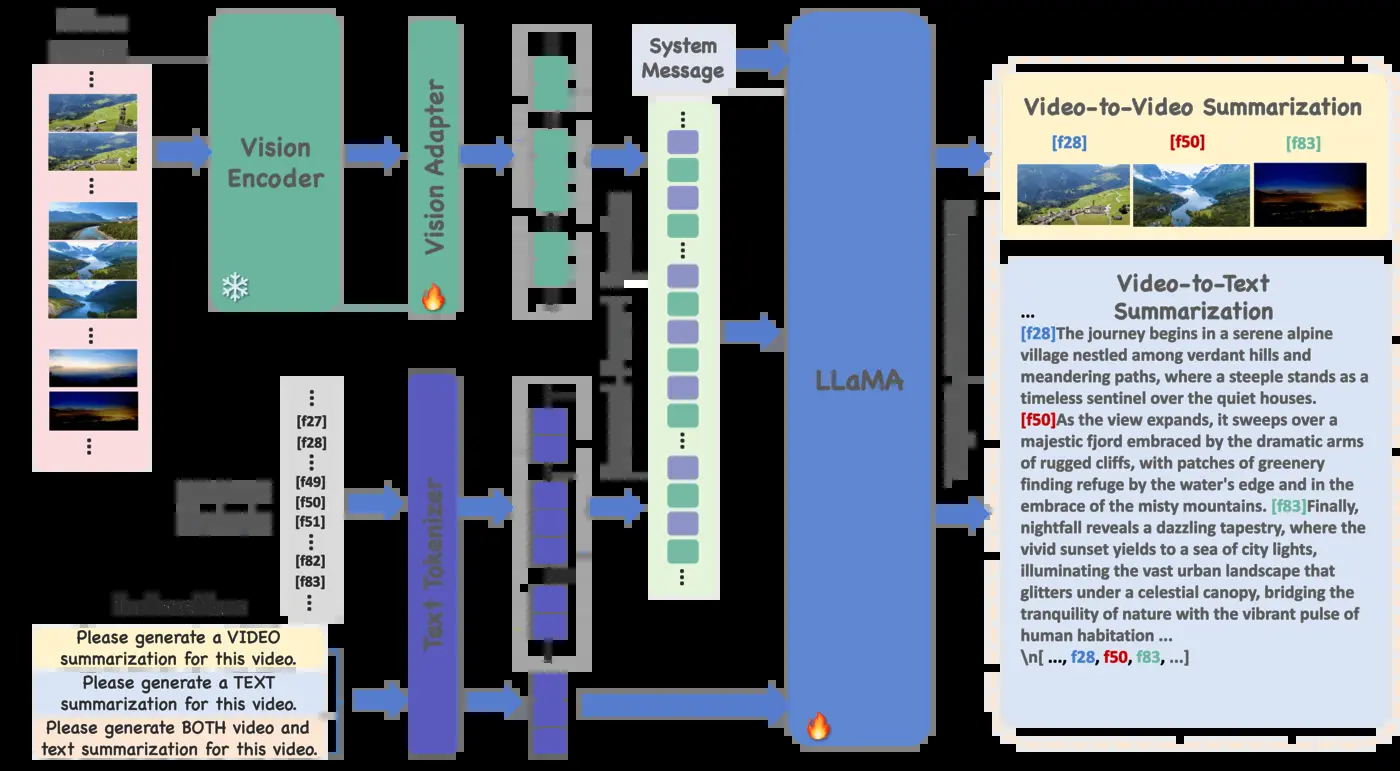 System
Message
Vision
Encoder
Vision Adapter
LLaMA
Text Tokenizer
[f27]
[f28]
[f49]
[f50]
[f51]
[f82]
[f83]
Please generate a VIDEO
summarization for this video.
Please generate a TEXT
summarization for this video.
Please generate BOTH video and
text summarization for this video.
Video-to-Video Summarization
[f28] [f50] [f83]
Video-to-Text
Summarization
...
[f28]The journey begins in a serene alpine
village nestled among verdant hills and
meandering paths, where a steeple stands as a
timeless sentinel over the quiet houses.
[f50]As the view expands, it sweeps over a
majestic fjord embraced by the dramatic arms
of rugged cliffs, with patches of greenery
finding refuge by the water's edge and in the
embrace of the misty mountains. [f83]Finally,
nightfall reveals a dazzling tapestry, where the
vivid sunset yields to a sea of city lights,
illuminating the vast urban landscape that
glitters under a celestial canopy, bridging the
tranquility of nature with the vibrant pulse of
human habitation ...
\n[ ..., f28, f50, f83, ...]